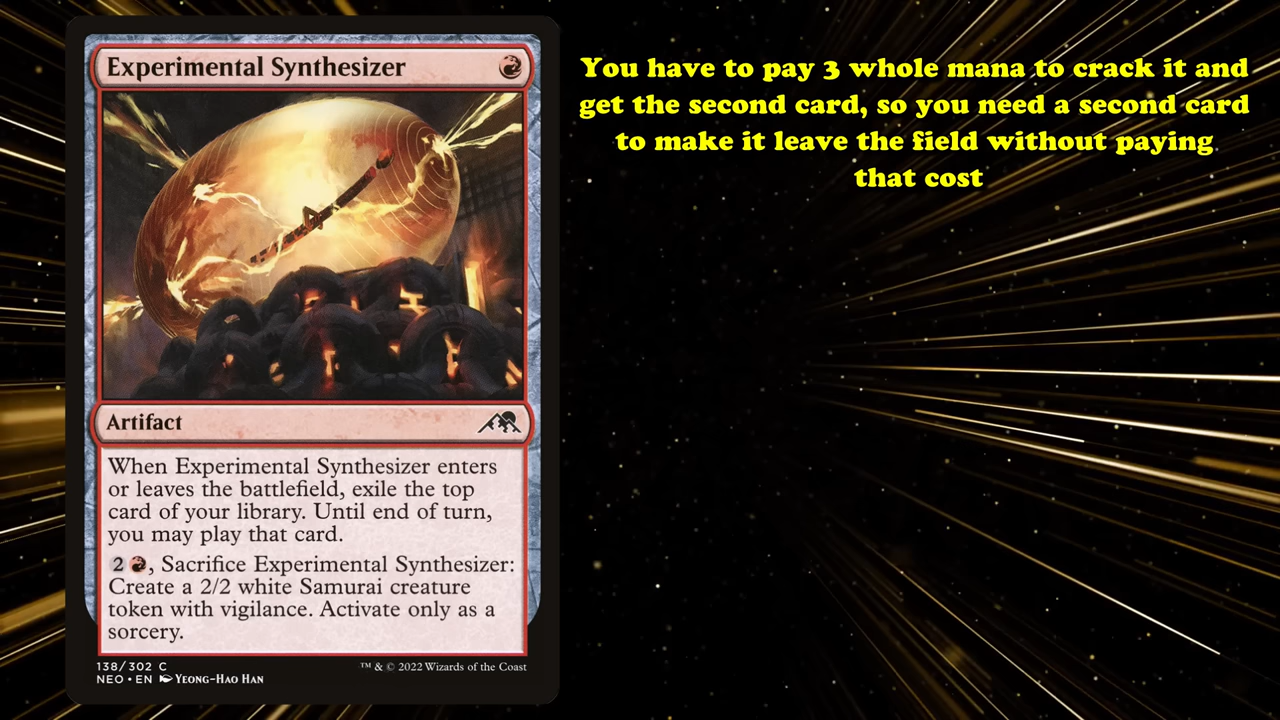 Experimental Synthesizer
You have to pay 3 whole mana to crack it and
get the second card, so you need a second card
to make it leave the field without paying
that cost
Artifact
When Experimental Synthesizer enters
or leaves the battlefield, exile the top
card of your library. Until end of turn,
you may play that card.
2, Sacrifice Experimental Synthesizer:
Create a 2/2 white Samurai creature
token with vigilance. Activate only as a
sorcery.
138/302 C
NEO • EN Yeong-Hao Han
™ & © 2022 Wizards of the Coast